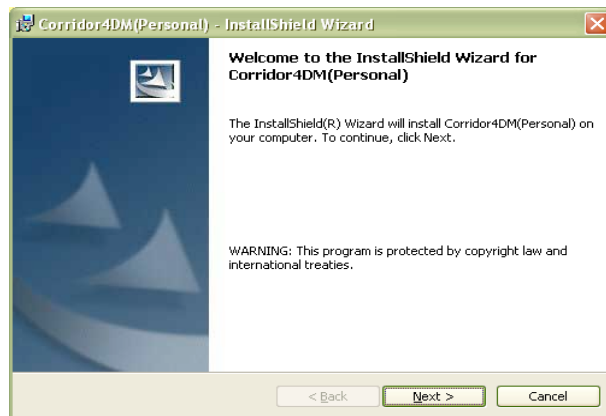 Corridor4DM(Personal) - InstallShield Wizard
Welcome to the InstallShield Wizard for
Corridor4DM(Personal)
The InstallShield(R) Wizard will install Corridor4DM(Personal) on
your computer. To continue, click Next.
WARNING: This program is protected by copyright law and
international treaties.
< Back
Next >
Cancel